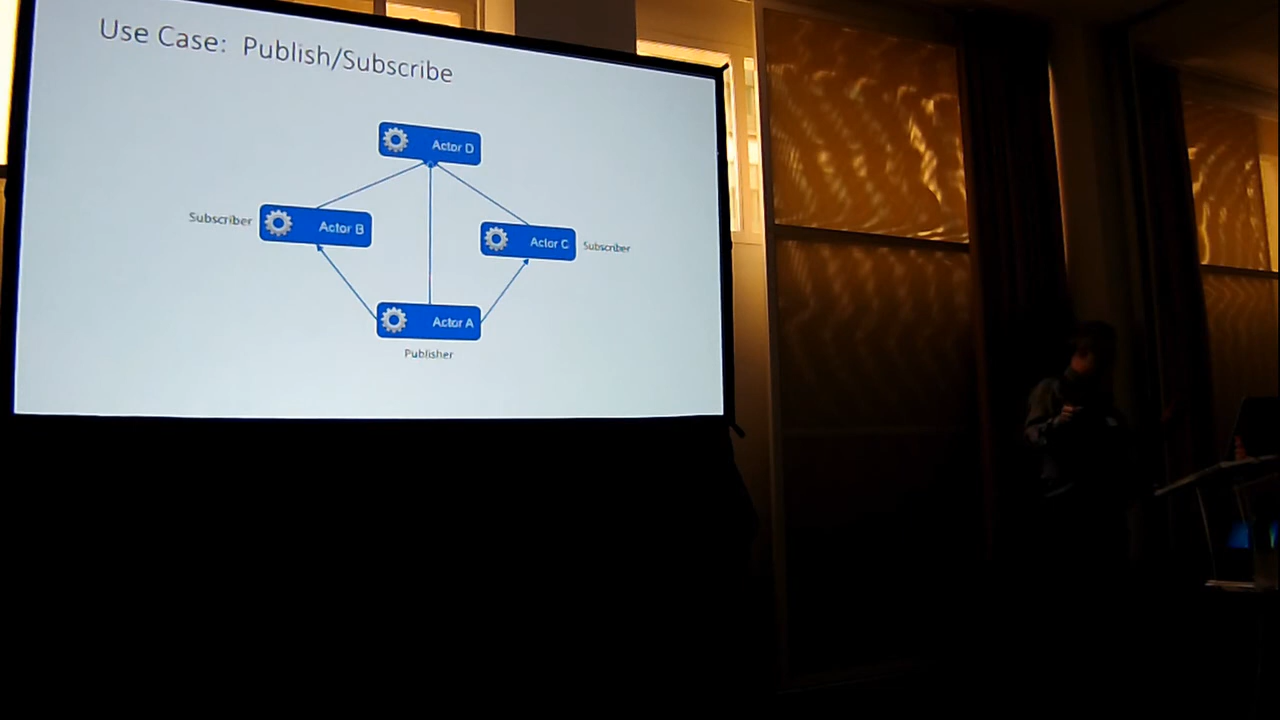 Use Case: Publish/Subscribe
Actor D
Subscriber
Actor B
Actor C
Subscriber
Actor A
Publisher